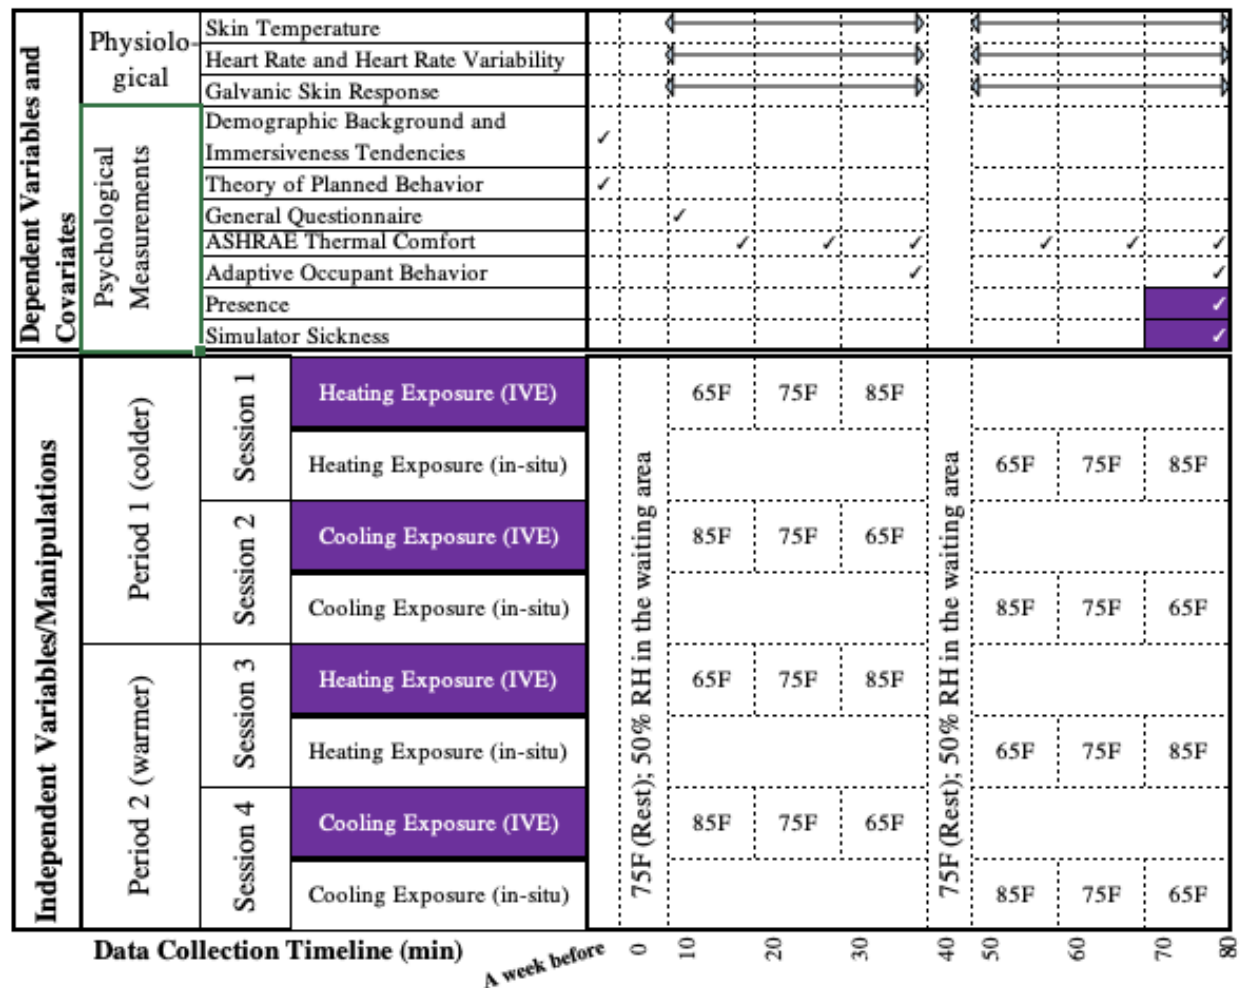 Dependent Variables and
Covariates
Physiolo-
gical
Skin Temperature
Heart Rate and Heart Rate Variability
Galvanic Skin Response
Psychological
Measurements
Demographic Background and
Immersiveness Tendencies
✓
Theory of Planned Behavior
✓
General Questionnaire
✓
ASHRAE Thermal Comfort
✓ ✓ ✓ ✓ ✓ ✓
Adaptive Occupant Behavior
✓ ✓
Presence
✓
Simulator Sickness
✓
Independent Variables/Manipulations
Period 1 (colder)
Session 1
Heating Exposure (IVE)
65F 75F 85F
Heating Exposure (in-situ)
65F 75F 85F
Session 2
Cooling Exposure (IVE)
85F 75F 65F
Cooling Exposure (in-situ)
85F 75F 65F
Period 2 (warner)
Session 3
Heating Exposure (IVE)
65F 75F 85F
Heating Exposure (in-situ)
65F 75F 85F
Session 4
Cooling Exposure (IVE)
85F 75F 65F
Cooling Exposure (in-situ)
85F 75F 65F
75F (Rest); 50% RH in the waiting area
75F (Rest); 50% RH in the waiting area
Data Collection Timeline (min)
A week before
0 10 20 30 40 50 60 70 80